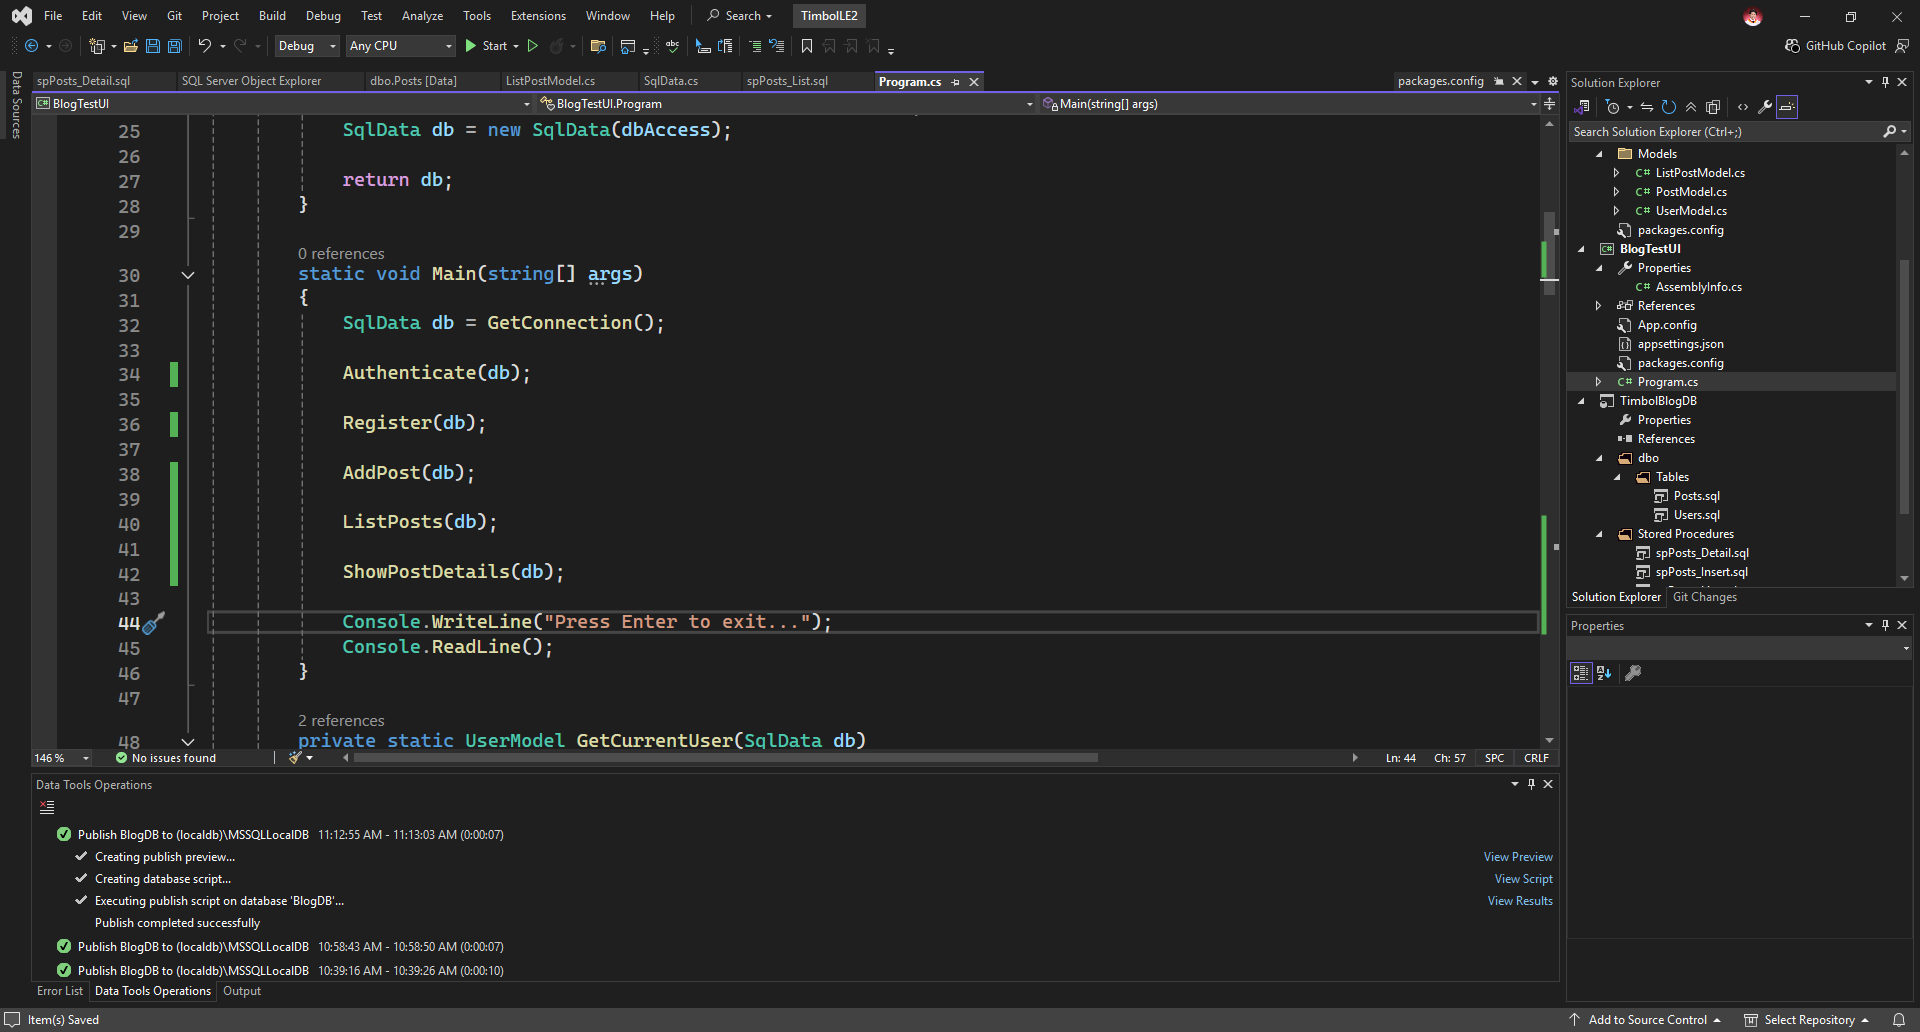 File Edit View Git Project Build Debug Test Analyze Tools Extensions Window Help Search TimbolLE2
Debug Any CPU Start GitHub Copilot
Data Sources
spPosts_Detail.sql SQL Server Object Explorer dbo.Posts [Data] ListPostModel.cs SqlData.cs spPosts_List.sql Program.cs packages.config
BlogTestUI BlogTestUI.Program Main(string[] args)
25 SqlData db = new SqlData(dbAccess);
26
27 return db;
28 }
29
0 references
30 static void Main(string[] args)
31 {
32 SqlData db = GetConnection();
33
34 Authenticate(db);
35
36 Register(db);
37
38 AddPost(db);
39
40 ListPosts(db);
41
42 ShowPostDetails(db);
43
44 Console.WriteLine("Press Enter to exit...");
45 Console.ReadLine();
46 }
47
2 references
48 private static UserModel GetCurrentUser(SqlData db)
146 % No issues found Ln: 44 Ch: 57 SPC CRLF
Data Tools Operations
Publish BlogDB to (localdb)\MSSQLLocalDB 11:12:55 AM - 11:13:03 AM (0:00:07)
Creating publish preview... View Preview
Creating database script... View Script
Executing publish script on database 'BlogDB'... View Results
Publish completed successfully
Publish BlogDB to (localdb)\MSSQLLocalDB 10:58:43 AM - 10:58:50 AM (0:00:07)
Publish BlogDB to (localdb)\MSSQLLocalDB 10:39:16 AM - 10:39:26 AM (0:00:10)
Error List Data Tools Operations Output
Solution Explorer
Search Solution Explorer (Ctrl+;)
Models
C# ListPostModel.cs
C# PostModel.cs
C# UserModel.cs
packages.config
BlogTestUI
Properties
C# AssemblyInfo.cs
References
App.config
appsettings.json
packages.config
C# Program.cs
TimbolBlogDB
Properties
References
dbo
Tables
Posts.sql
Users.sql
Stored Procedures
spPosts_Detail.sql
spPosts_Insert.sql
Solution Explorer Git Changes
Properties
Item(s) Saved Add to Source Control Select Repository